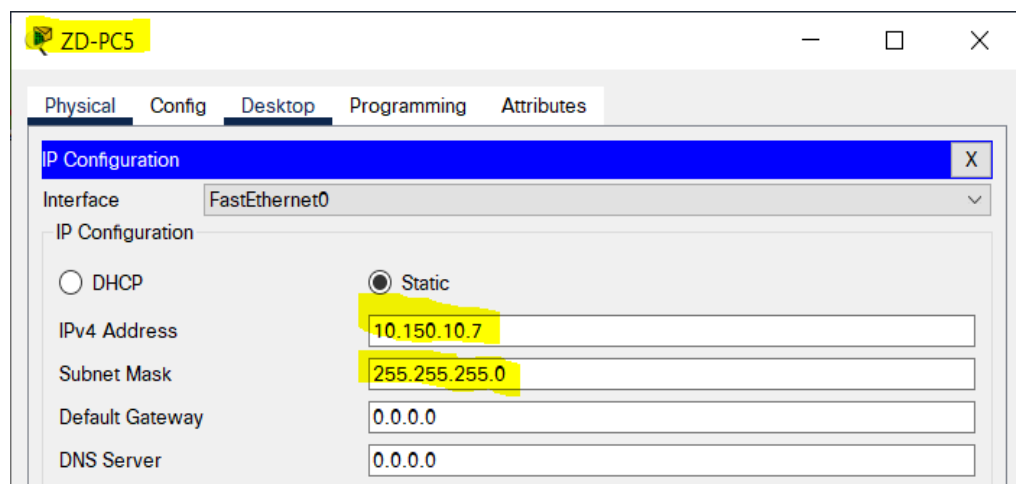 ZD-PC5
Physical Config Desktop Programming Attributes
IP Configuration X
Interface FastEthernet0
IP Configuration
DHCP Static
IPv4 Address 10.150.10.7
Subnet Mask 255.255.255.0
Default Gateway 0.0.0.0
DNS Server 0.0.0.0